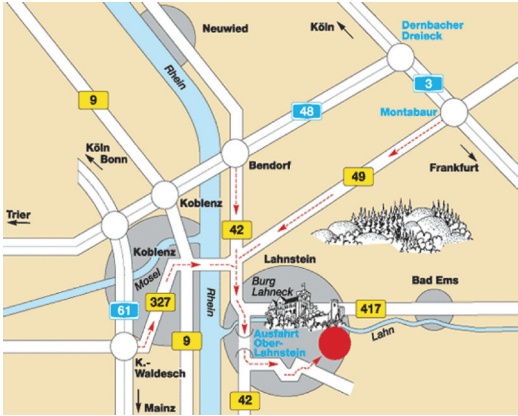 Dernbacher
Dreieck
Köln
Neuwied
Rhein
3
9
48
Montabaur
Köln
Bonn
Bendorf
Frankfurt
49
Koblenz
Trier
42
Koblenz
Lahnstein
Mosel
Burg
Lahneck
Bad Ems
Rhein
327
417
61
Ausfahrt
Ober-
Lahnstein
Lahn
9
K.-
Waldesch
42
Mainz